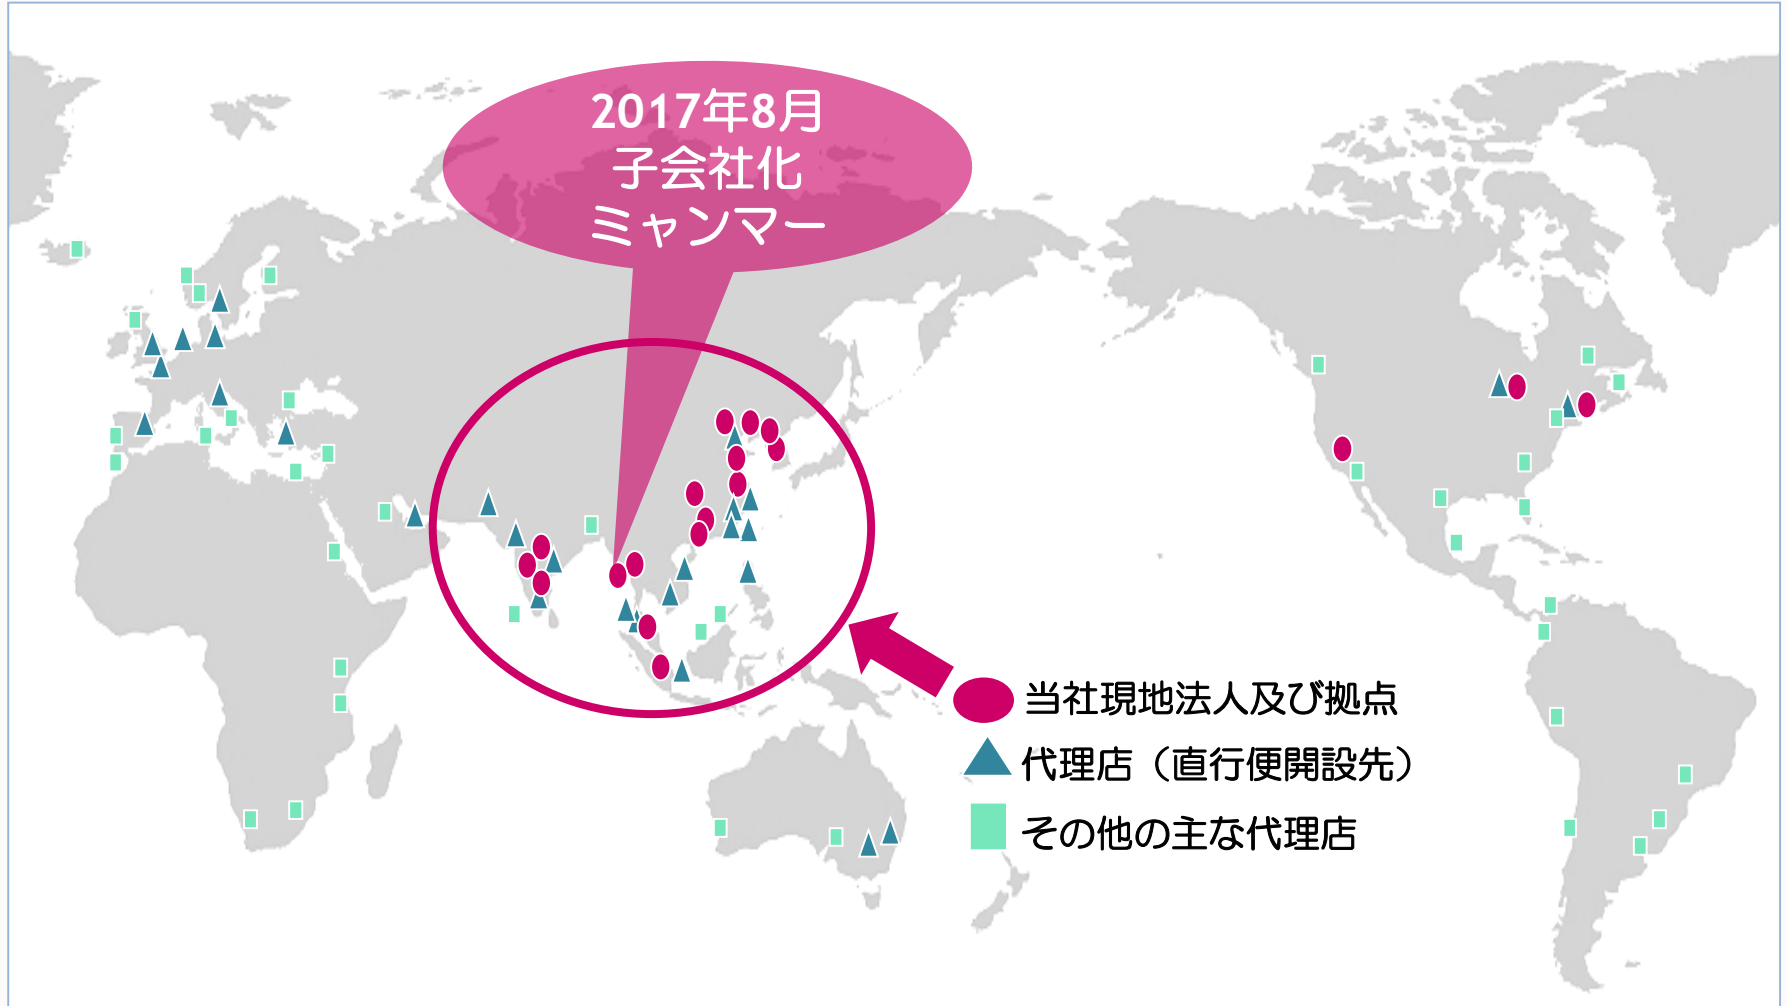 2017年8月
子会社化
ミャンマー
当社現地法人及び拠点
代理店（直行便開設先）
その他の主な代理店